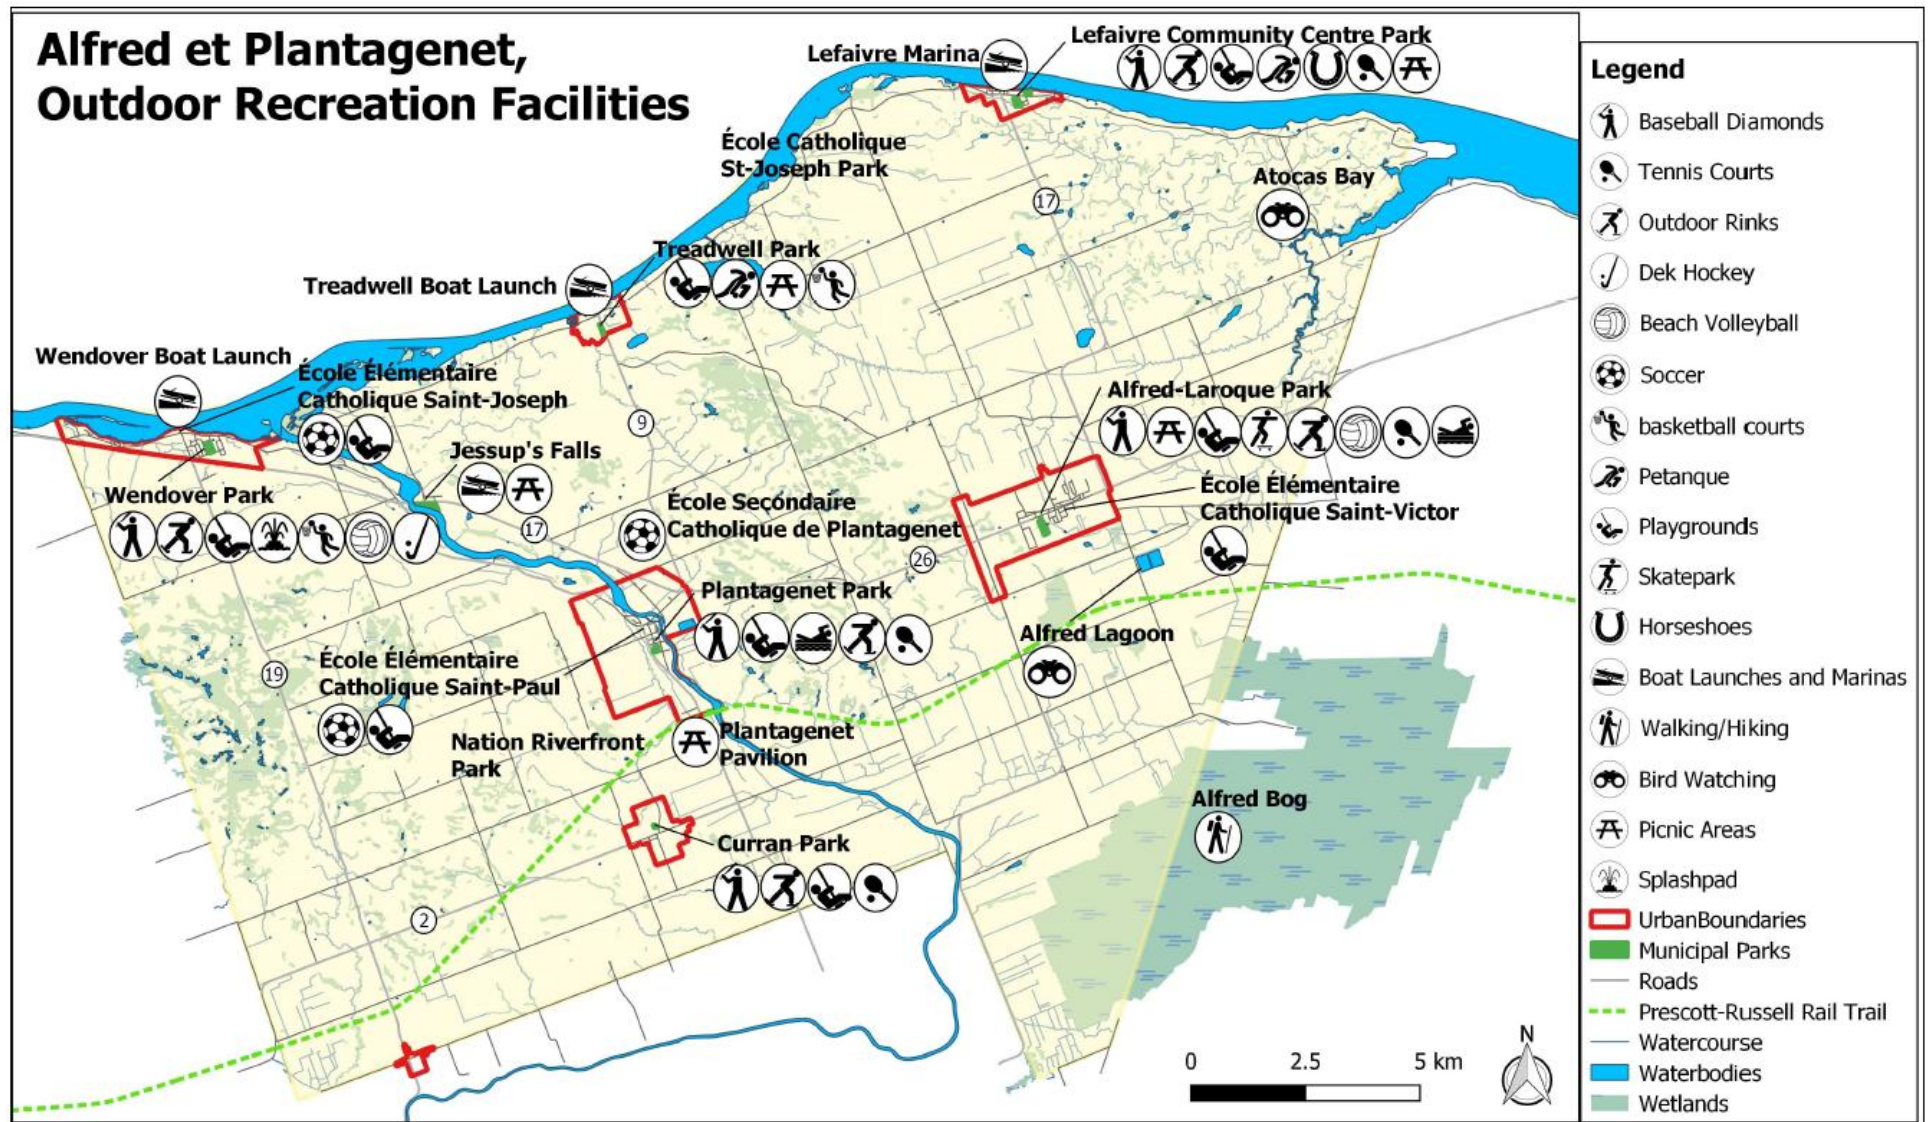 Alfred et Plantagenet,
Outdoor Recreation Facilities
Lefaivre Marina
Lefaivre Community Centre Park
École Catholique
St-Joseph Park
17
Atocas Bay
Treadwell Park
Treadwell Boat Launch
Wendover Boat Launch
École Élémentaire
Catholique Saint-Joseph
9
Alfred-Laroque Park
Jessup's Falls
Wendover Park
17
École Secondaire
Catholique de Plantagenet
École Élémentaire
Catholique Saint-Victor
26
Plantagenet Park
Alfred Lagoon
19
École Élémentaire
Catholique Saint-Paul
Nation Riverfront
Park
Plantagenet
Pavilion
Alfred Bog
Curran Park
2
0 2.5 5 km
N
Legend
Baseball Diamonds
Tennis Courts
Outdoor Rinks
Dek Hockey
Beach Volleyball
Soccer
basketball courts
Petanque
Playgrounds
Skatepark
Horseshoes
Boat Launches and Marinas
Walking/Hiking
Bird Watching
Picnic Areas
Splashpad
UrbanBoundaries
Municipal Parks
Roads
Prescott-Russell Rail Trail
Watercourse
Waterbodies
Wetlands